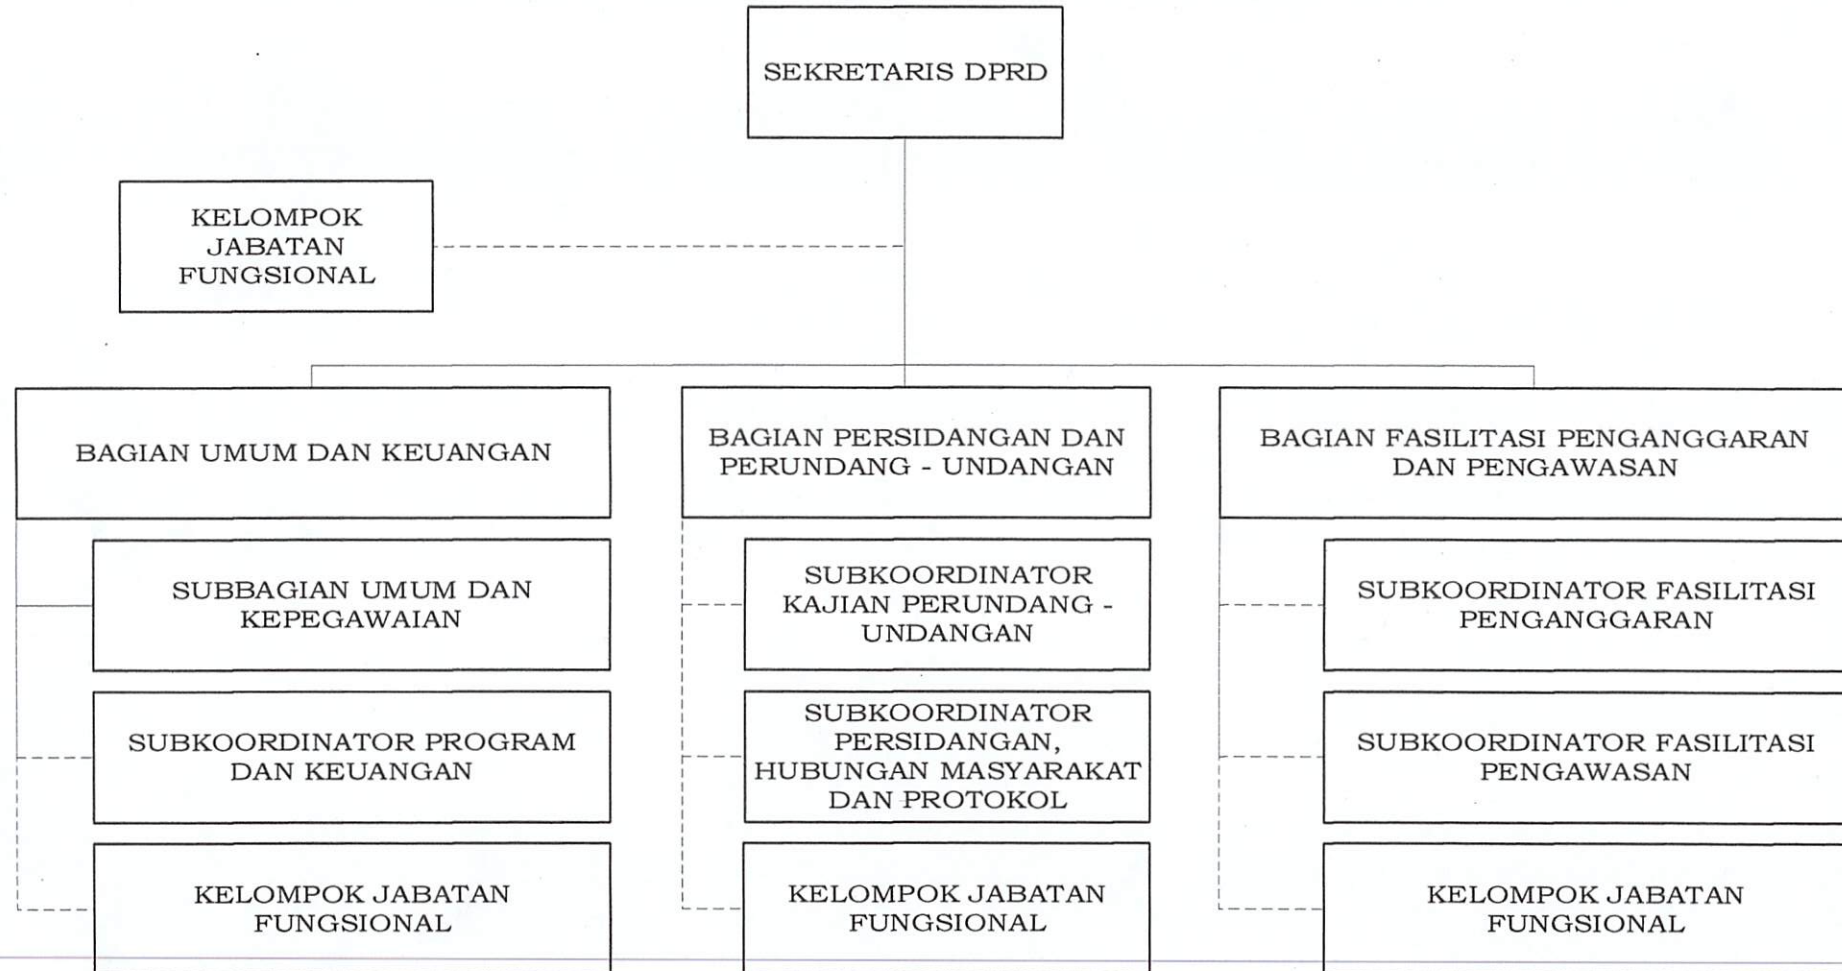 SEKRETARIS DPRD
KELOMPOK
JABATAN
FUNGSIONAL
BAGIAN UMUM DAN KEUANGAN
SUBBAGIAN UMUM DAN
KEPEGAWAIAN
SUBKOORDINATOR PROGRAM
DAN KEUANGAN
KELOMPOK JABATAN
FUNGSIONAL
BAGIAN PERSIDANGAN DAN
PERUNDANG - UNDANGAN
SUBKOORDINATOR
KAJIAN PERUNDANG -
UNDANGAN
SUBKOORDINATOR
PERSIDANGAN,
HUBUNGAN MASYARAKAT
DAN PROTOKOL
KELOMPOK JABATAN
FUNGSIONAL
BAGIAN FASILITASI PENGANGGARAN
DAN PENGAWASAN
SUBKOORDINATOR FASILITASI
PENGANGGARAN
SUBKOORDINATOR FASILITASI
PENGAWASAN
KELOMPOK JABATAN
FUNGSIONAL